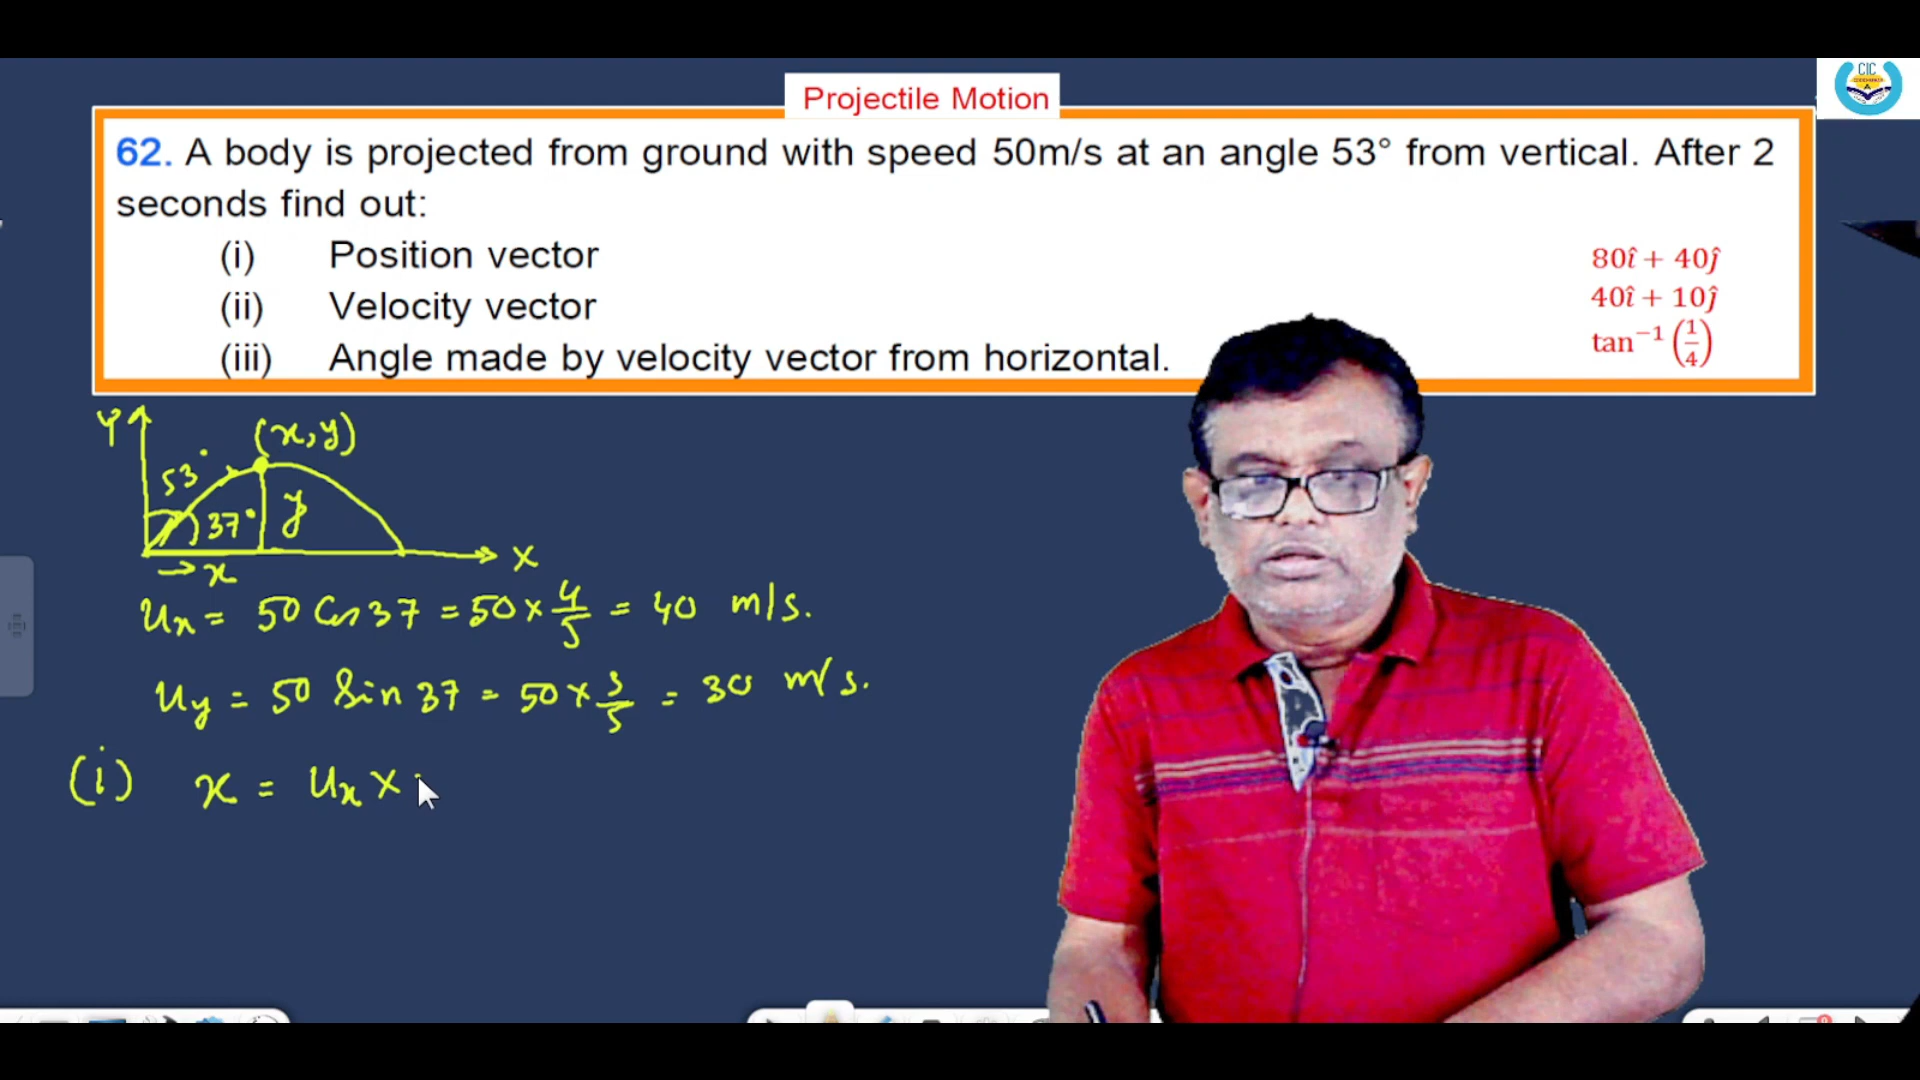 CIC
Projectile Motion
62. A body is projected from ground with speed 50m/s at an angle 53° from vertical. After 2
seconds find out:
(i) Position vector
(ii) Velocity vector
(iii) Angle made by velocity vector from horizontal.
80î + 40ĵ
40î + 10ĵ
tan⁻¹ (1/4)
Y
(x,y)
53°
37°
y
x
X
ux = 50 Cos 37 = 50 × 4/5 = 40 m/s.
uy = 50 Sin 37 = 50 × 3/5 = 30 m/s.
(i) x = ux ×